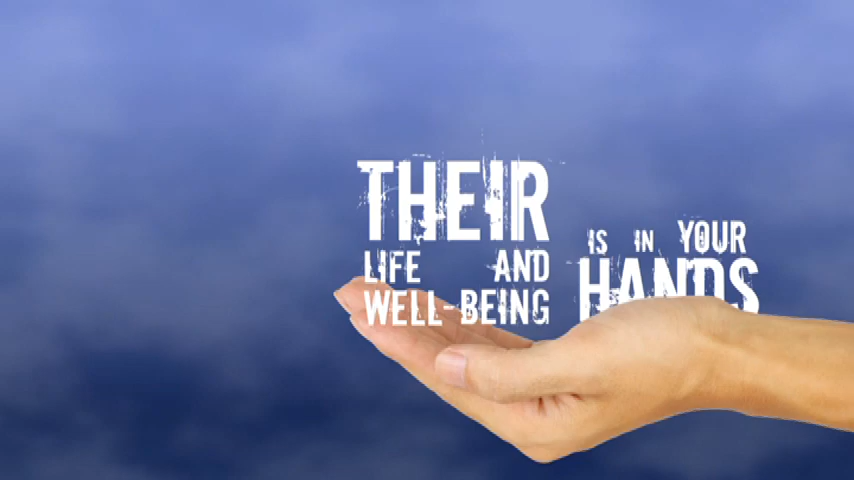 THEIR
LIFE AND
WELL-BEING
IS IN YOUR
HANDS